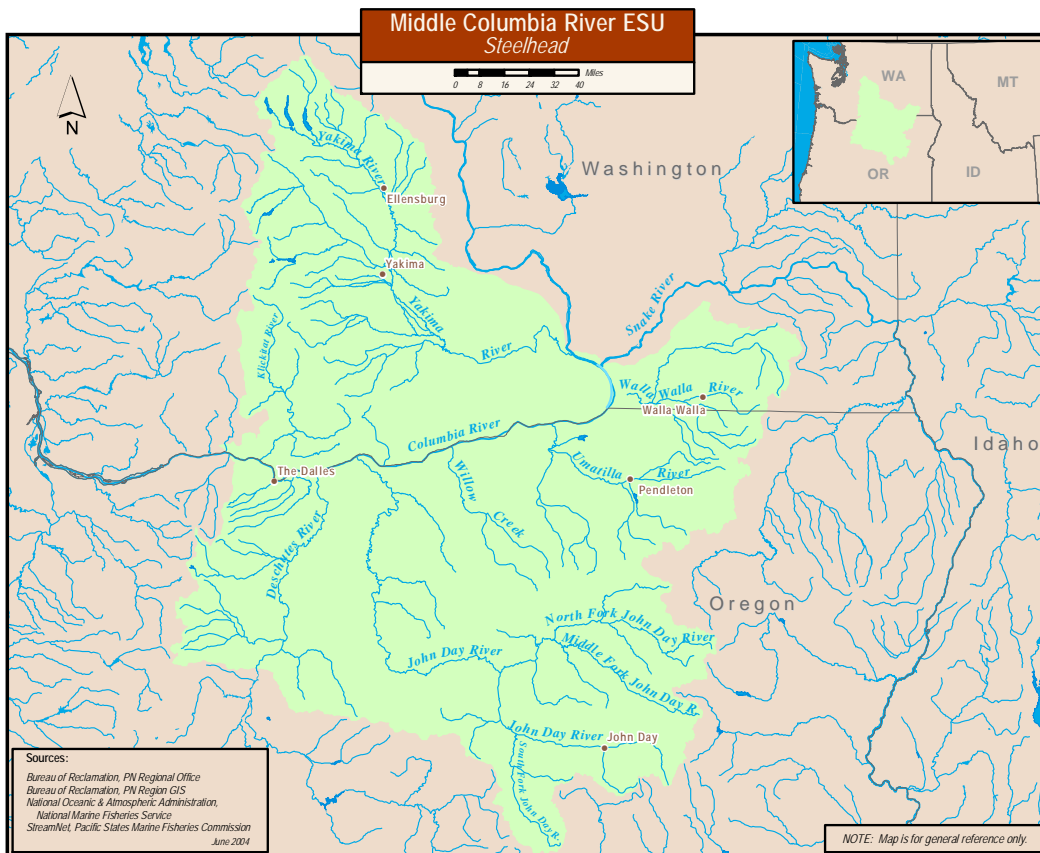 Middle Columbia River ESU
Steelhead
Miles
0 8 16 24 32 40
N
WA
MT
OR
ID
Washington
Yakima River
Ellensburg
Yakima
Yakima
River
Snake River
Klickitat River
Walla Walla River
Walla Walla
Columbia River
Idaho
The Dalles
Willow
Creek
Umatilla
River
Pendleton
Deschutes River
Oregon
North Fork John Day River
Middle Fork John Day R.
John Day River
John Day River
John Day
South Fork John Day R.
Sources:
Bureau of Reclamation, PN Regional Office
Bureau of Reclamation, PN Region GIS
National Oceanic & Atmospheric Administration,
National Marine Fisheries Service
StreamNet, Pacific States Marine Fisheries Commission
June 2004
NOTE: Map is for general reference only.